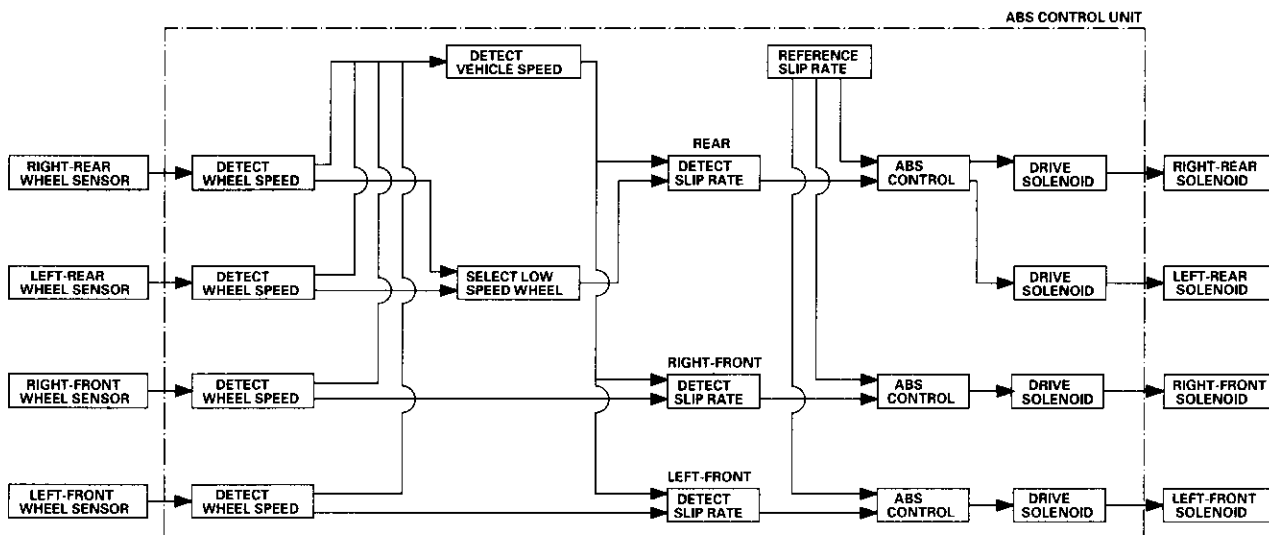 ABS CONTROL UNIT
DETECT
VEHICLE SPEED
REFERENCE
SLIP RATE
REAR
RIGHT-REAR
WHEEL SENSOR
DETECT
WHEEL SPEED
DETECT
SLIP RATE
ABS
CONTROL
DRIVE
SOLENOID
RIGHT-REAR
SOLENOID
LEFT-REAR
WHEEL SENSOR
DETECT
WHEEL SPEED
SELECT LOW
SPEED WHEEL
DRIVE
SOLENOID
LEFT-REAR
SOLENOID
RIGHT-FRONT
RIGHT-FRONT
WHEEL SENSOR
DETECT
WHEEL SPEED
DETECT
SLIP RATE
ABS
CONTROL
DRIVE
SOLENOID
RIGHT-FRONT
SOLENOID
LEFT-FRONT
LEFT-FRONT
WHEEL SENSOR
DETECT
WHEEL SPEED
DETECT
SLIP RATE
ABS
CONTROL
DRIVE
SOLENOID
LEFT-FRONT
SOLENOID